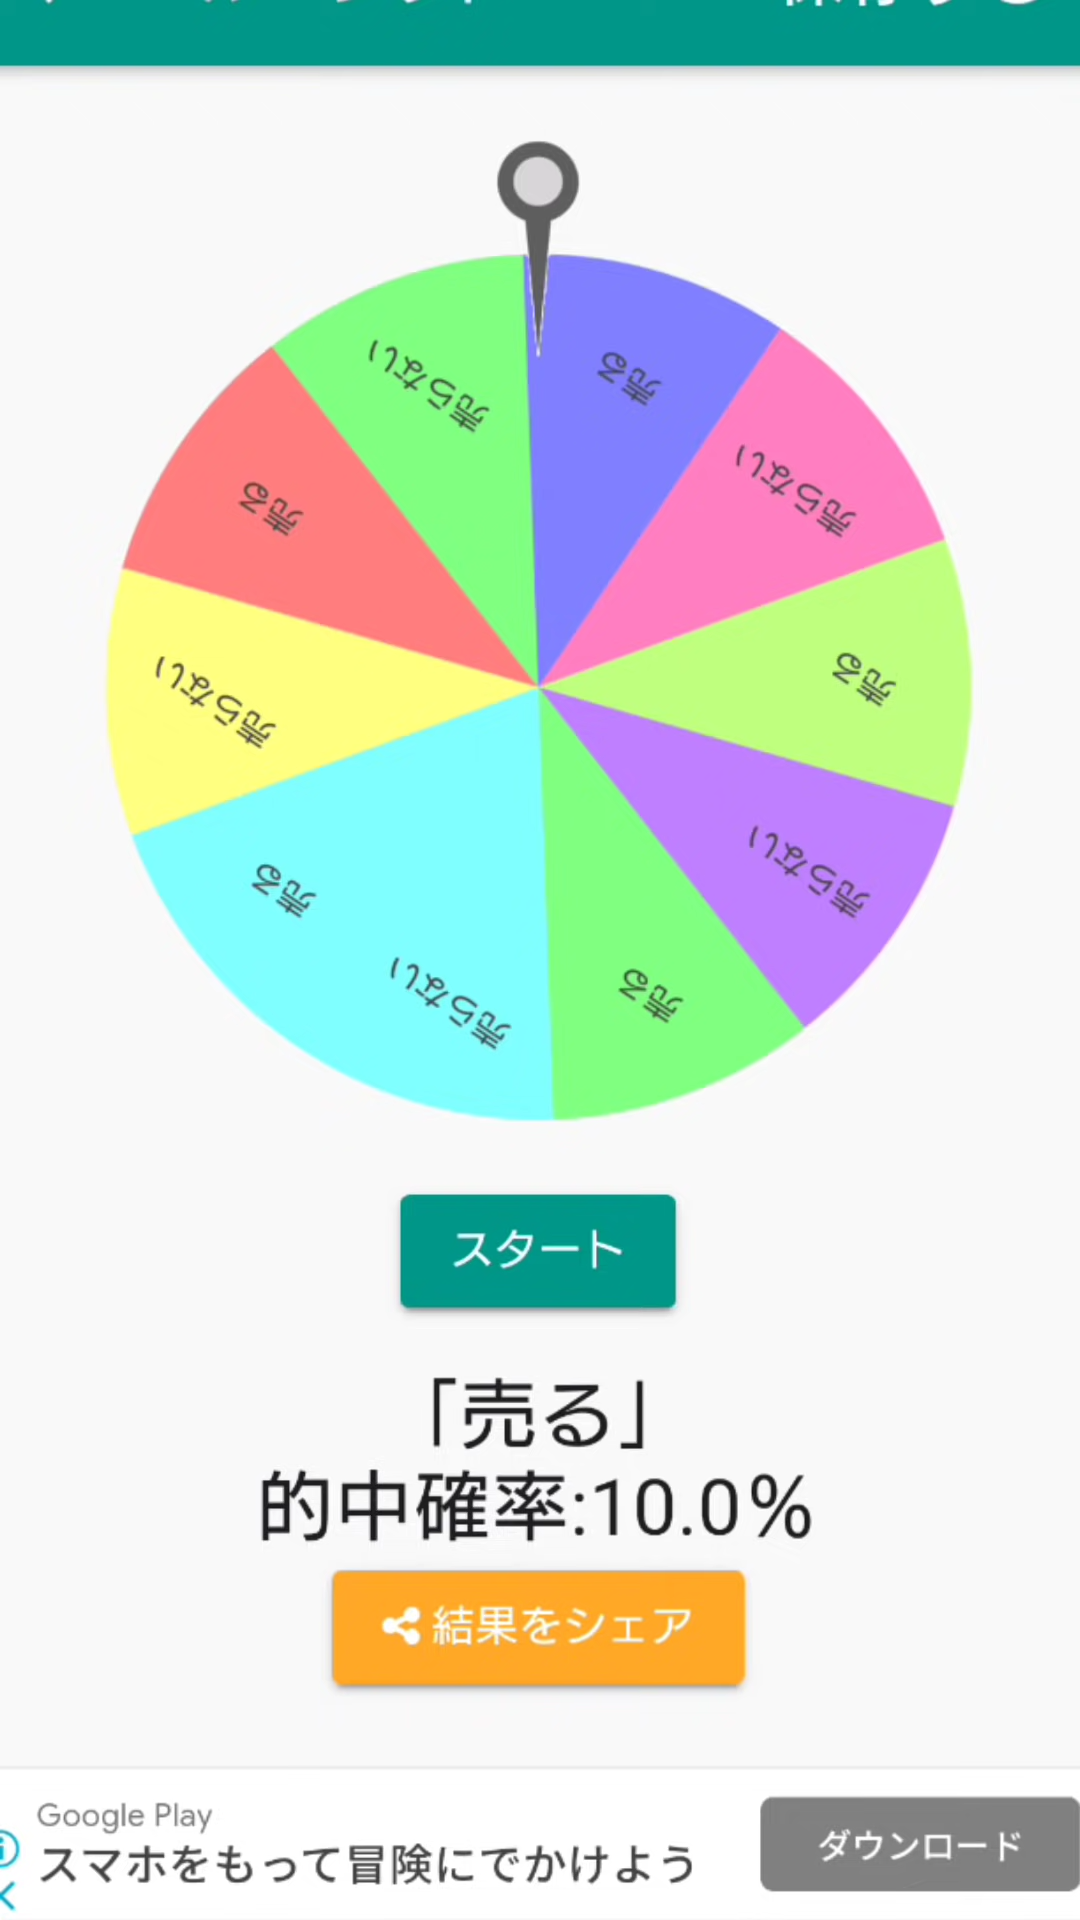 売る
売らない
売らない
売る
売る
売らない
売らない
売る
売らない
売る
スタート
「売る」
的中確率:10.0%
結果をシェア
Google Play
スマホをもって冒険にでかけよう
ダウンロード